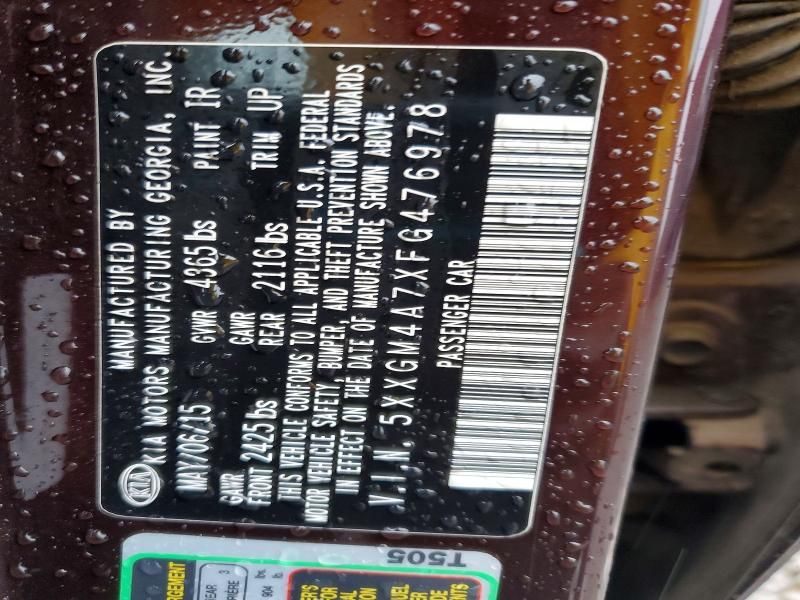 MANUFACTURED BY
KIA KIA MOTORS MANUFACTURING GEORGIA, INC.
MAY/06/15 GVWR 4365 lbs PAINT IR
GAWR GAWR
FRONT 2425 lbs REAR 2116 lbs TRIM UP
THIS VEHICLE CONFORMS TO ALL APPLICABLE U.S.A. FEDERAL
MOTOR VEHICLE SAFETY, BUMPER, AND THEFT PREVENTION STANDARDS
IN EFFECT ON THE DATE OF MANUFACTURE SHOWN ABOVE.
V.I.N. 5XXGM4A7XFG476978
PASSENGER CAR
T505